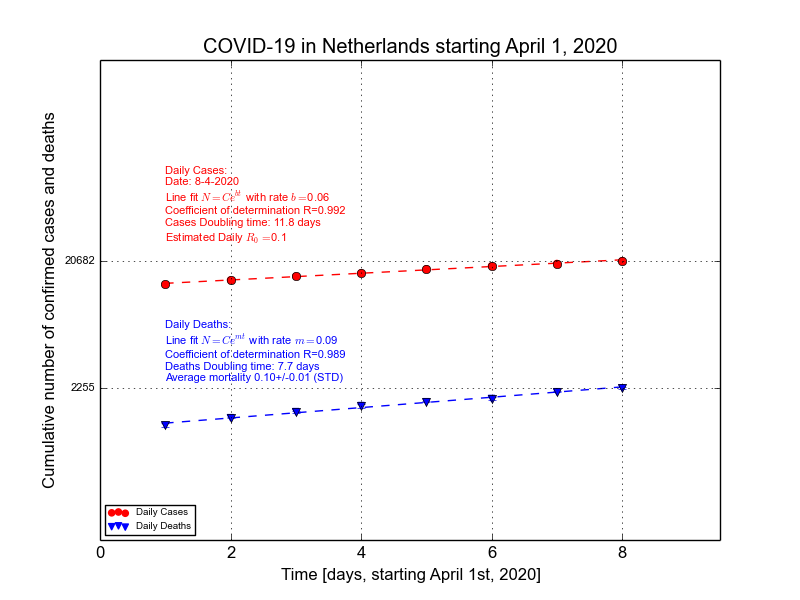 COVID-19 in Netherlands starting April 1, 2020
Cumulative number of confirmed cases and deaths
Daily Cases:
Date: 8-4-2020
Line fit N=Ce^{bt} with rate b=0.06
Coefficient of determination R=0.992
Cases Doubling time: 11.8 days
Estimated Daily R_0=0.1
20682
Daily Deaths:
Line fit N=Ce^{mt} with rate m=0.09
Coefficient of determination R=0.989
Deaths Doubling time: 7.7 days
Average mortality 0.10+/-0.01 (STD)
2255
Daily Cases
Daily Deaths
0 2 4 6 8
Time [days, starting April 1st, 2020]